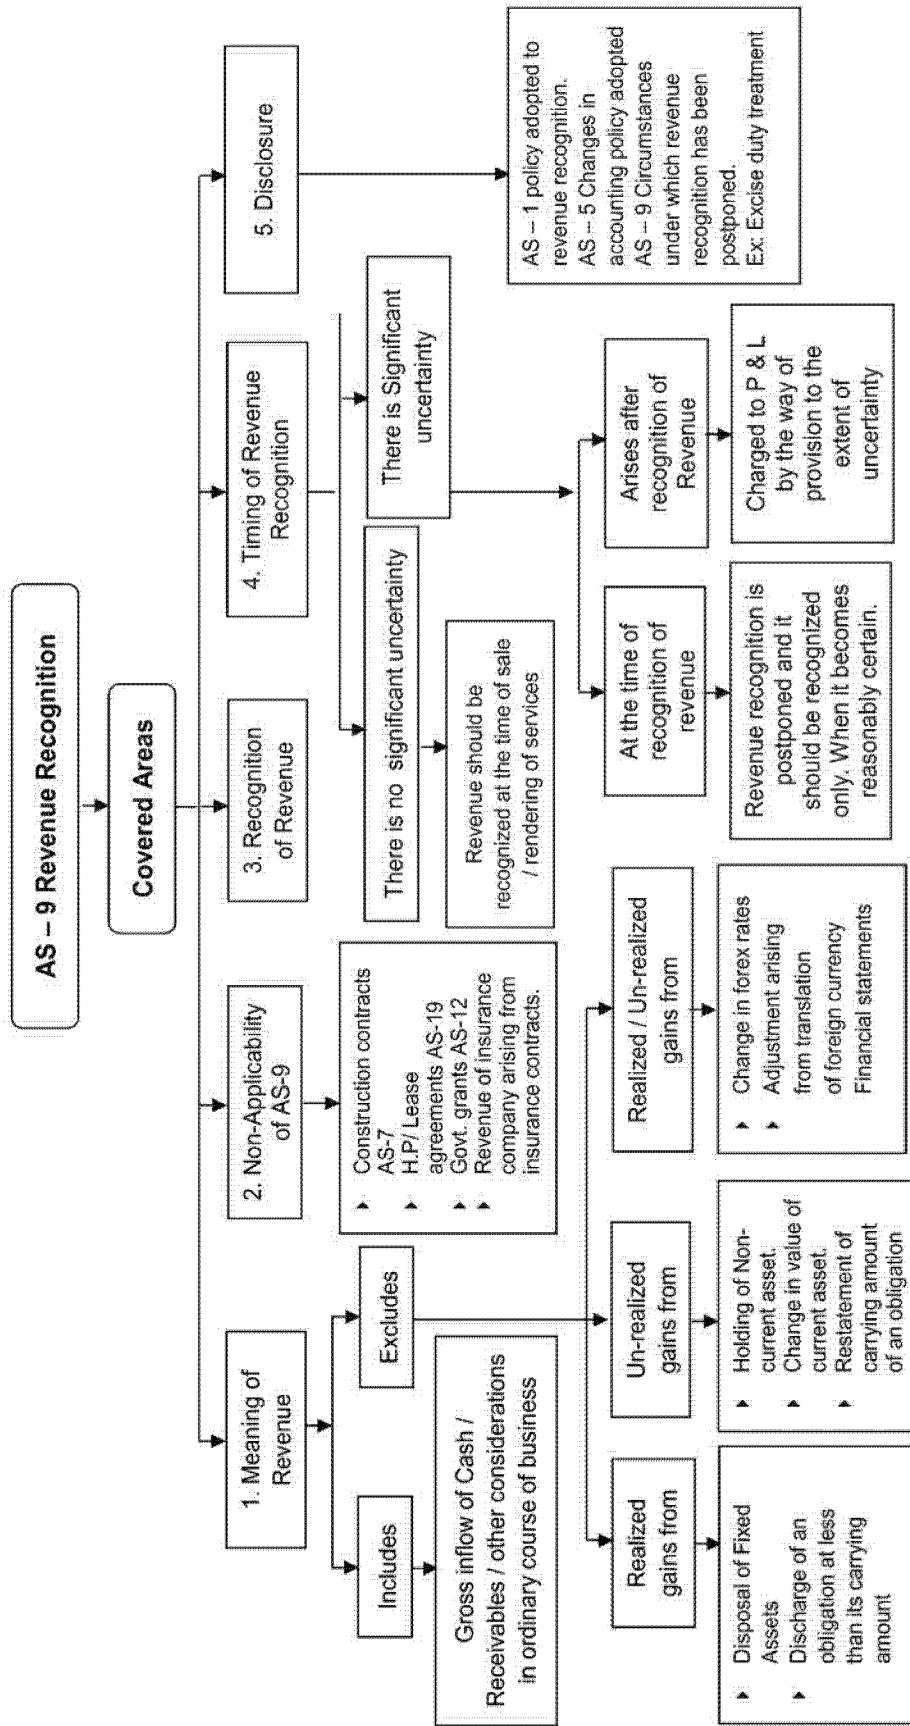 AS – 9 Revenue Recognition
Covered Areas
1. Meaning of
Revenue
2. Non-Applicability
of AS-9
3. Recognition
of Revenue
4. Timing of Revenue
Recognition
5. Disclosure
Includes
Excludes
Gross inflow of Cash /
Receivables / other considerations
in ordinary course of business
Construction contracts
AS-7
H.P/ Lease
agreements AS-19
Govt. grants AS-12
Revenue of insurance
company arising from
insurance contracts.
There is no significant uncertainty
There is Significant
uncertainty
Revenue should be
recognized at the time of sale
/ rendering of services
AS – 1 policy adopted to
revenue recognition.
AS – 5 Changes in
accounting policy adopted
AS – 9 Circumstances
under which revenue
recognition has been
postponed.
Ex: Excise duty treatment
Realized
gains from
Un-realized
gains from
Realized / Un-realized
gains from
At the time of
recognition of
revenue
Arises after
recognition of
Revenue
Disposal of Fixed
Assets
Discharge of an
obligation at less
than its carrying
amount
Holding of Non-
current asset.
Change in value of
current asset.
Restatement of
carrying amount
of an obligation
Change in forex rates
Adjustment arising
from translation
of foreign currency
Financial statements
Revenue recognition is
postponed and it
should be recognized
only. When it becomes
reasonably certain.
Charged to P & L
by the way of
provision to the
extent of
uncertainty